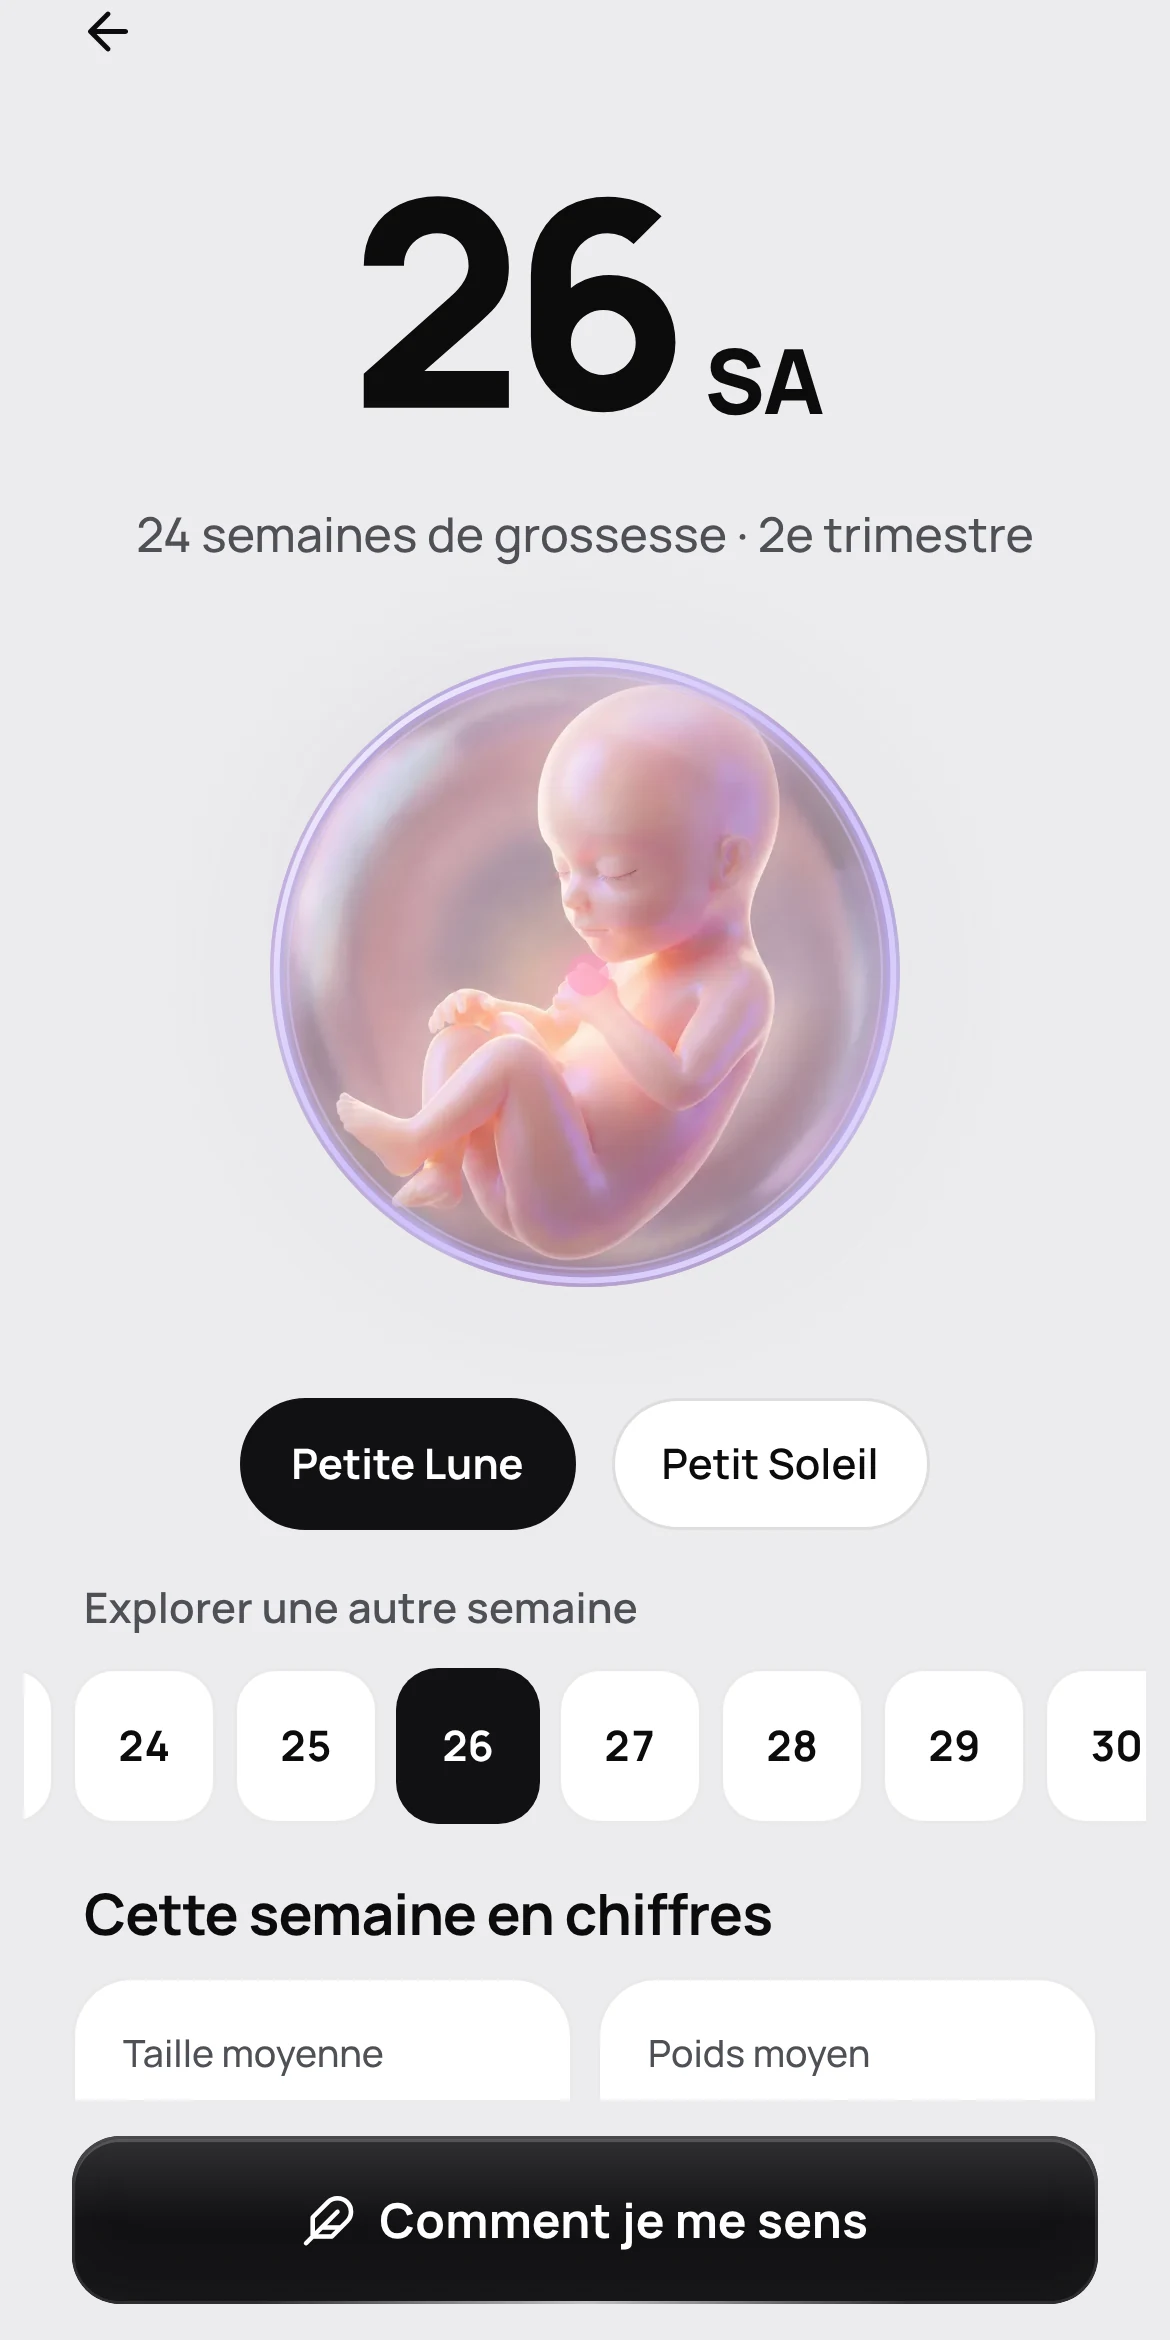 26 SA
24 semaines de grossesse · 2e trimestre
Petite Lune
Petit Soleil
Explorer une autre semaine
24 25 26 27 28 29 30
Cette semaine en chiffres
Taille moyenne
Poids moyen
Comment je me sens